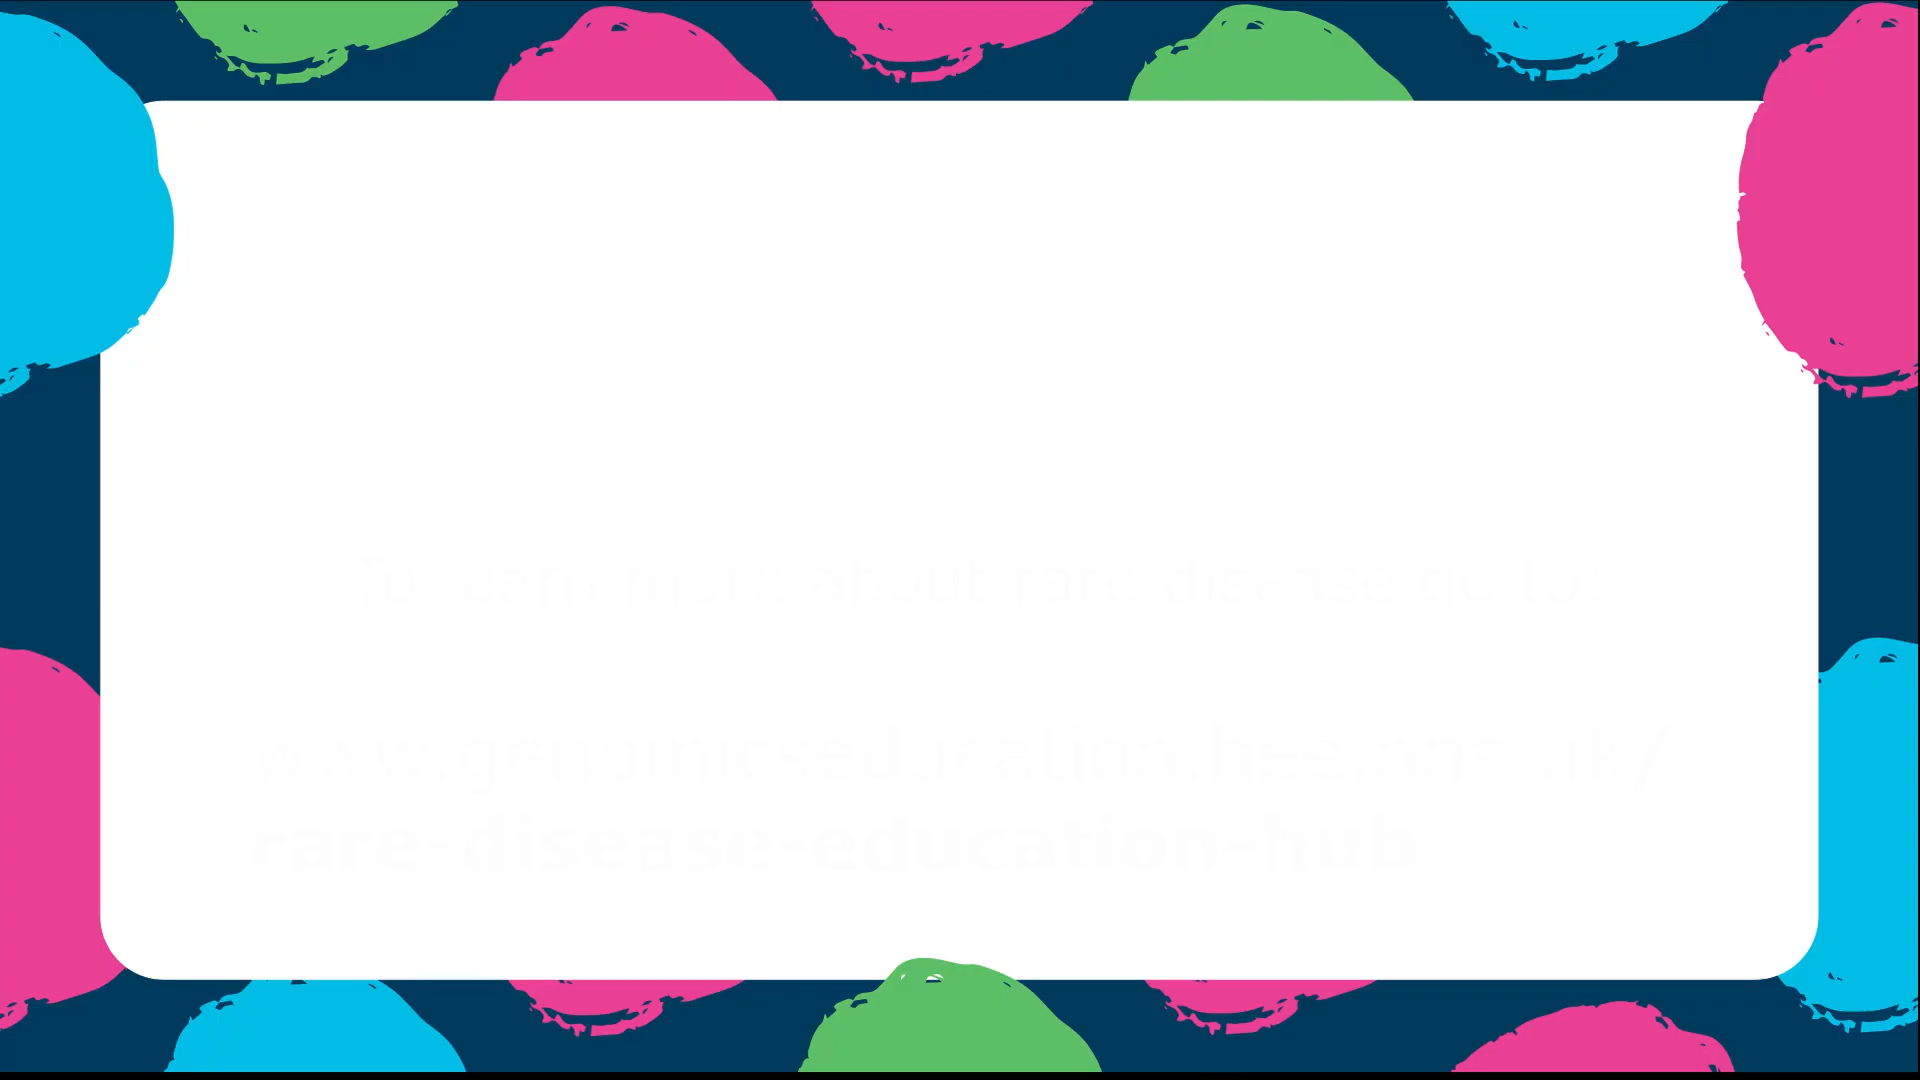 To learn more about rare disease go to:
www.genomicseducation.hee.nhs.uk/
rare-disease-education-hub